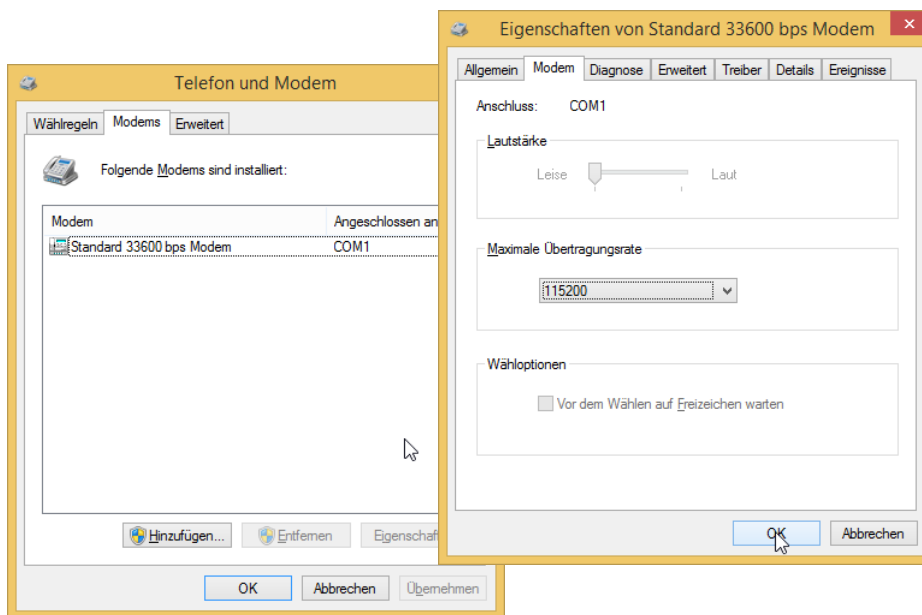 Telefon und Modem
Wählregeln Modems Erweitert
Folgende Modems sind installiert:
Modem Angeschlossen an
Standard 33600 bps Modem COM1
Hinzufügen... Entfernen
OK Abbrechen Übernehmen
Eigenschaften von Standard 33600 bps Modem
Allgemein Modem Diagnose Erweitert Treiber Details Ereignisse
Anschluss: COM1
Lautstärke
Leise Laut
Maximale Übertragungsrate
115200
Wähloptionen
Vor dem Wählen auf Freizeichen warten
OK Abbrechen